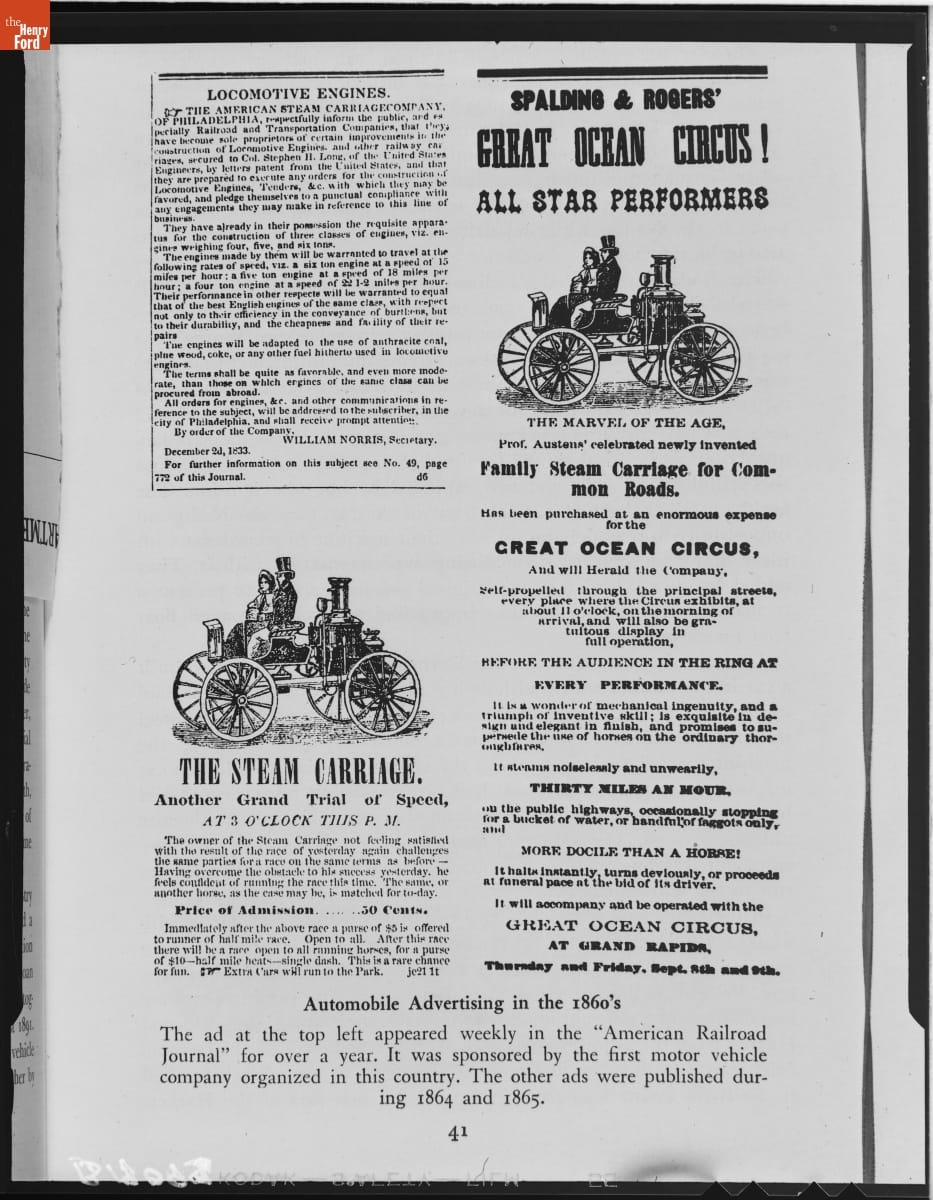 the
Henry
Ford
LOCOMOTIVE ENGINES.
☞ THE AMERICAN STEAM CARRIAGECOMPANY,
OF PHILADELPHIA, respectfully inform the public, and es
pecially Railroad and Transportation Companies, that they
have become sole proprietors of certain improvements in the
construction of Locomotive Engines, and other railway car
riages, secured to Col. Stephen H. Long, of the United States
Engineers, by letters patent from the United States, and that
they are prepared to execute any orders for the construction of
Locomotive Engines, Tenders, &c. with which they may be
favored, and pledge themselves to a punctual compliance with
any engagements they may make in reference to this line of
business.
They have already in their possession the requisite appara-
tus for the construction of three classes of engines, viz. en-
gines weighing four, five, and six tons.
The engines made by them will be warranted to travel at the
following rates of speed, viz. a six ton engine at a speed of 15
miles per hour; a five ton engine at a speed of 18 miles per
hour; a four ton engine at a speed of 22 1-2 miles per hour.
Their performance in other respects will be warranted to equal
that of the best English engines of the same class, with respect
not only to their efficiency in the conveyance of burthens, but
to their durability, and the cheapness and facility of their re-
pairs
The engines will be adapted to the use of anthracite coal,
pine wood, coke, or any other fuel hitherto used in locomotive
engines.
The terms shall be quite as favorable, and even more mode-
rate, than those on which ergines of the same class can be
procured from abroad.
All orders for engines, &c. and other communications in re-
ference to the subject, will be addressed to the subscriber, in the
city of Philadelphia, and shall receive prompt attention.
By order of the Company.
WILLIAM NORRIS, Secretary.
December 2d, 1833.
For further information on this subject see No. 49, page
772 of this Journal. d6
THE STEAM CARRIAGE.
Another Grand Trial of Speed,
AT 3 O'CLOCK THIS P. M.
The owner of the Steam Carriage not feeling satisfied
with the result of the race of yesterday again challenges
the same parties for a race on the same terms as before—
Having overcome the obstacle to his success yesterday, he
feels confident of running the race this time. The same, or
another horse, as the case may be, is matched for to-day.
Price of Admission. ... ..50 Cents.
Immediately after the above race a purse of $5 is offered
to runner of half mile race. Open to all. After this race
there will be a race open to all running horses, for a purse
of $10—half mile heats—single dash. This is a rare chance
for fun. ☞ Extra Cars will run to the Park. je21 1t
SPALDING & ROGERS'
GREAT OCEAN CIRCUS!
ALL STAR PERFORMERS
THE MARVEL OF THE AGE,
Prof. Austens' celebrated newly invented
Family Steam Carriage for Com-
mon Roads.
Has been purchased at an enormous expense
for the
GREAT OCEAN CIRCUS,
And will Herald the Company,
Self-propelled through the principal streets,
every place where the Circus exhibits, at
about 11 o'clock, on the morning of
arrival, and will also be gra-
tuitous display in
full operation,
BEFORE THE AUDIENCE IN THE RING AT
EVERY PERFORMANCE.
It is a wonder of mechanical ingenuity, and a
triumph of inventive skill; is exquisite in de-
sign and elegant in finish, and promises to su-
persede the use of horses on the ordinary thor-
oughfares.
It steams noiselessly and unwearily,
THIRTY MILES AN HOUR,
on the public highways, occasionally stopping
for a bucket of water, or handful of faggots only,
and
MORE DOCILE THAN A HORSE!
It halts instantly, turns deviously, or proceeds
at funeral pace at the bid of its driver.
It will accompany and be operated with the
GREAT OCEAN CIRCUS,
AT GRAND RAPIDS,
Thursday and Friday, Sept. 8th and 9th.
Automobile Advertising in the 1860's
The ad at the top left appeared weekly in the "American Railroad
Journal" for over a year. It was sponsored by the first motor vehicle
company organized in this country. The other ads were published dur-
ing 1864 and 1865.
41
KODAK SAFETY FILM